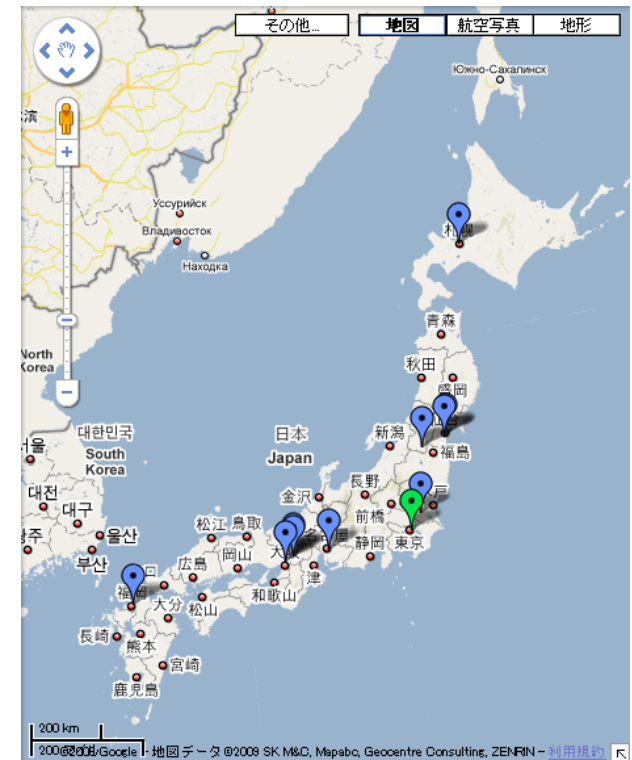 その他...
地図
航空写真
地形
Южно-Сахалинск
Уссурийск
Владивосток
Находка
青森
秋田
盛岡
North
Korea
대한민국
South
Korea
日本
Japan
新潟
福島
대전
대구
울산
부산
金沢
長野
前橋
松江
鳥取
静岡
東京
岡山
広島
津
和歌山
大分
松山
長崎
熊本
宮崎
鹿児島
200 km
地図データ ©2009 SK M&C, Mapabc, Geocentre Consulting, ZENRIN - 利用規約